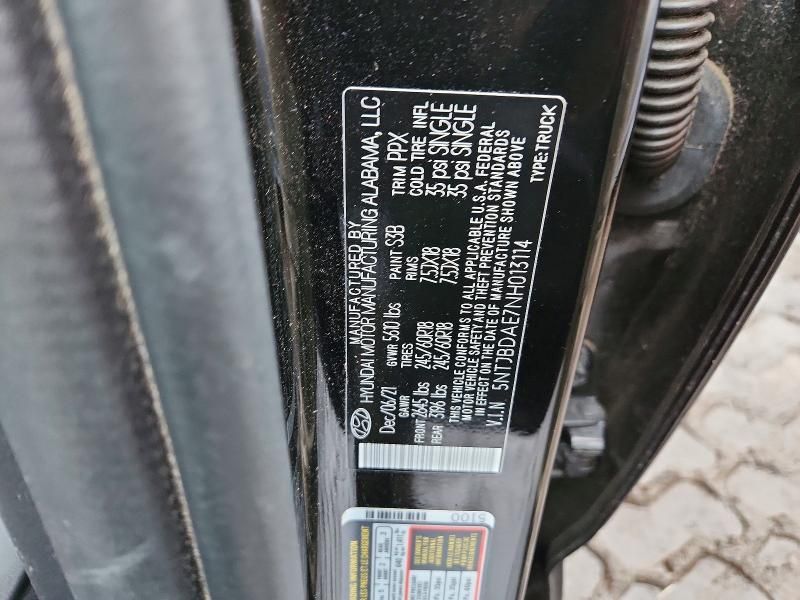 MANUFACTURED BY
HYUNDAI MOTOR MANUFACTURING ALABAMA, LLC
Dec/06/21 GVWR 5610 lbs PAINT S3B TRIM PPX
GAWR TIRES RIMS COLD TIRE INFL
FRONT 2645 lbs 245/60R18 7.5JX18 35 psi SINGLE
REAR 3196 lbs 245/60R18 7.5JX18 35 psi SINGLE
THIS VEHICLE CONFORMS TO ALL APPLICABLE U.S.A. FEDERAL
MOTOR VEHICLE SAFETY AND THEFT PREVENTION STANDARDS
IN EFFECT ON THE DATE OF MANUFACTURE SHOWN ABOVE
V.I.N 5NTJBDAE7NH013114 TYPE:TRUCK
5100